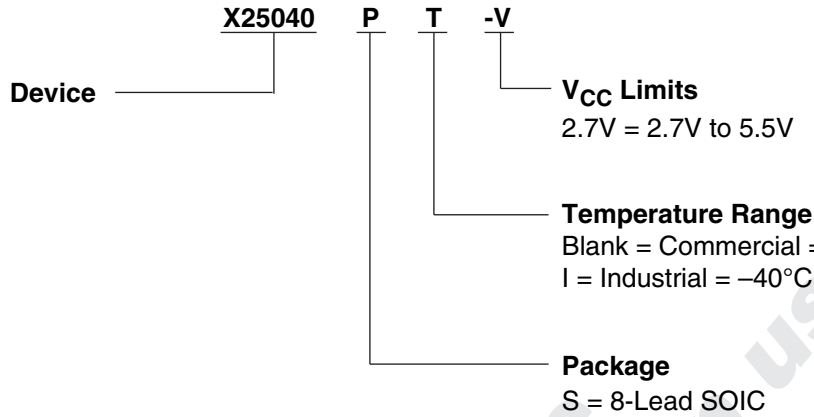 X25040 P T -V
Device
VCC Limits
2.7V = 2.7V to 5.5V
Temperature Range
Blank = Commercial =
I = Industrial = –40°C
Package
S = 8-Lead SOIC